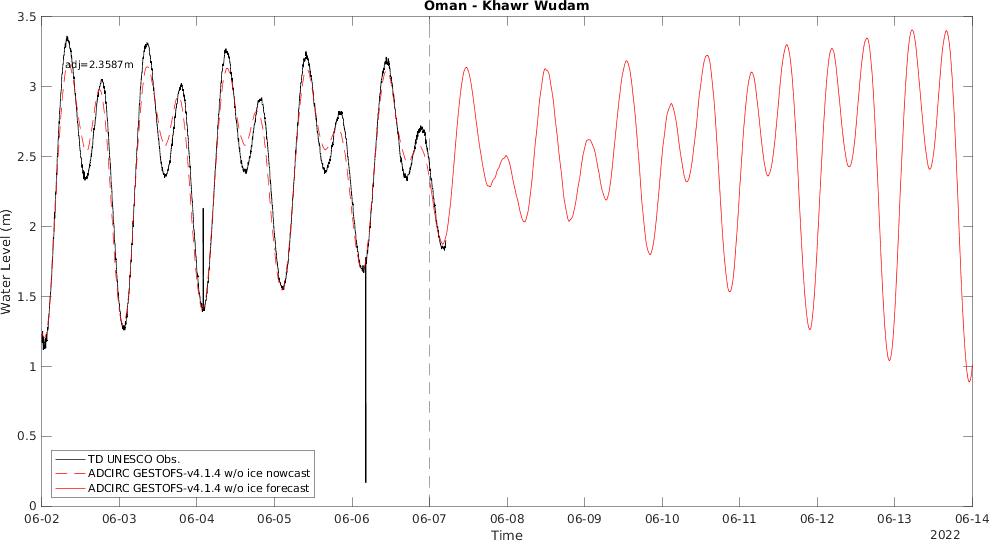 Oman - Khawr Wudam
3.5
adj=2.3587m
3
2.5
2
1.5
1
0.5
0
Water Level (m)
TD UNESCO Obs.
ADCIRC GESTOFS-v4.1.4 w/o ice nowcast
ADCIRC GESTOFS-v4.1.4 w/o ice forecast
06-02 06-03 06-04 06-05 06-06 06-07 06-08 06-09 06-10 06-11 06-12 06-13 06-14
Time
2022